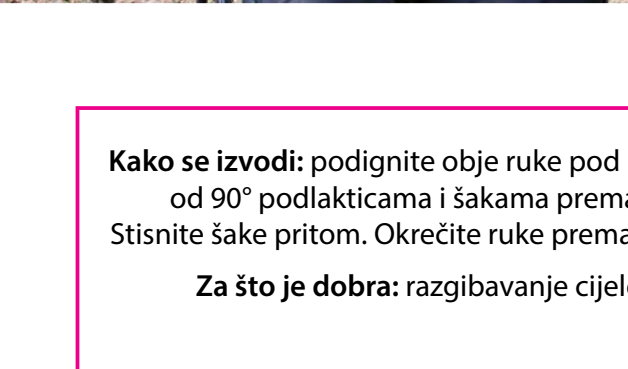 Kako se izvodi: podignite obje ruke pod
od 90° podlakticama i šakama prema
Stisnite šake pritom. Okrečite ruke prema
Za što je dobra: razgibavanje